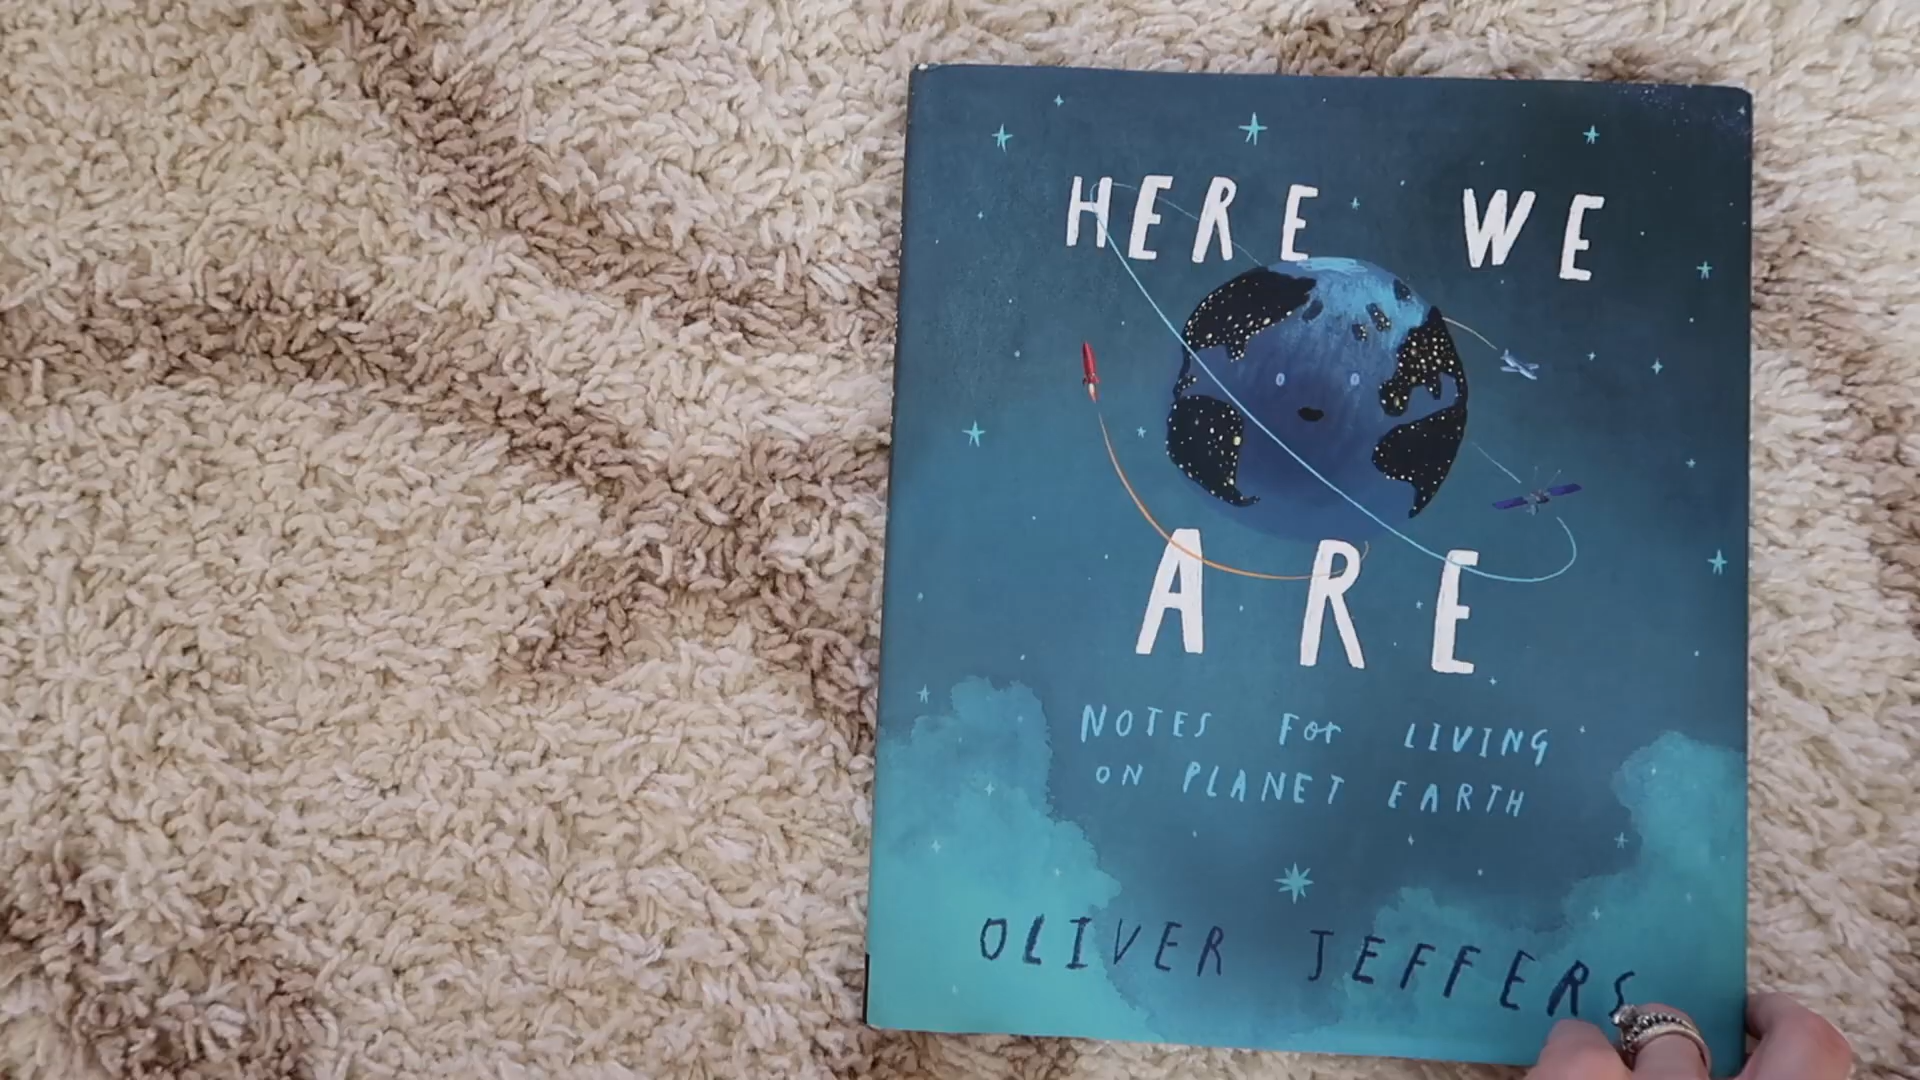 HERE WE
ARE
NOTES For LIVING
ON PLANET EARTH
OLIVER JEFFERS